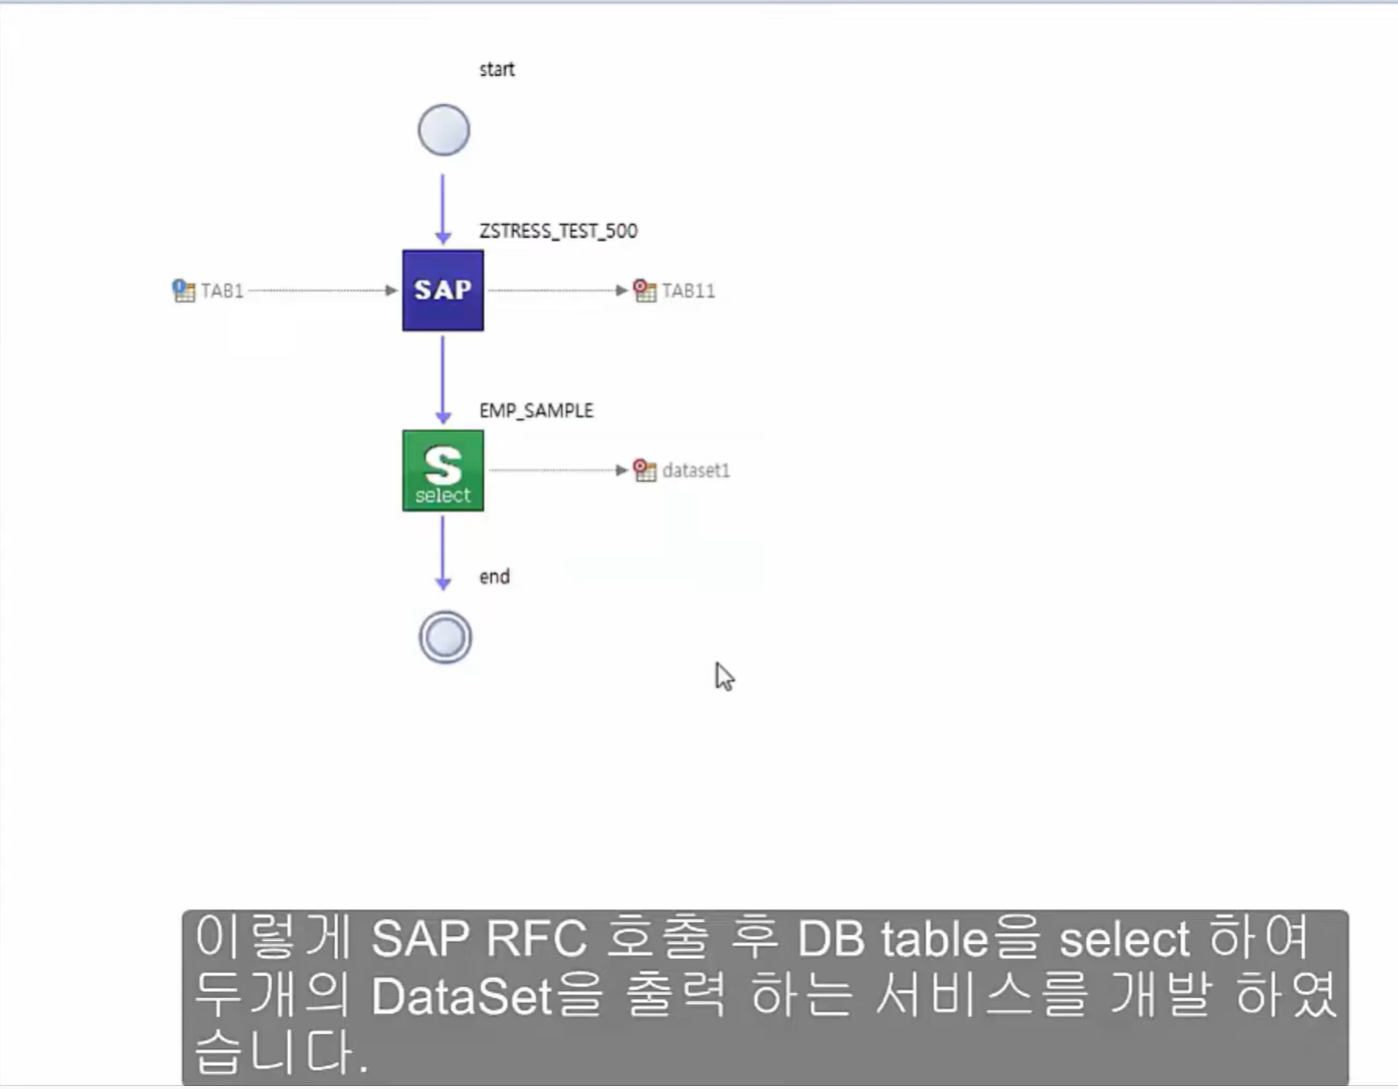 start
ZSTRESS_TEST_500
TAB1
SAP
TAB11
EMP_SAMPLE
S
select
dataset1
end
이렇게 SAP RFC 호출 후 DB table을 select 하여
두개의 DataSet을 출력 하는 서비스를 개발 하였
습니다.